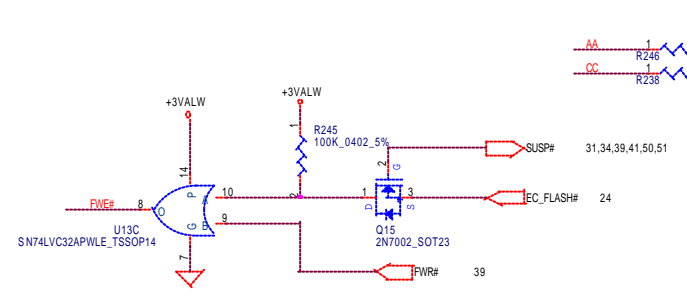 AA 1
R246
CC 1
R238
+3VALW
+3VALW
1
R245
100K_0402_5%
2
SUSP# 31,34,39,41,50,51
2
G
14
P
10
A
1
3
D
S
EC_FLASH# 24
FWE# 8
O
9
B
G
Q15
2N7002_SOT23
U13C
SN74LVC32APWLE_TSSOP14
7
FWR# 39